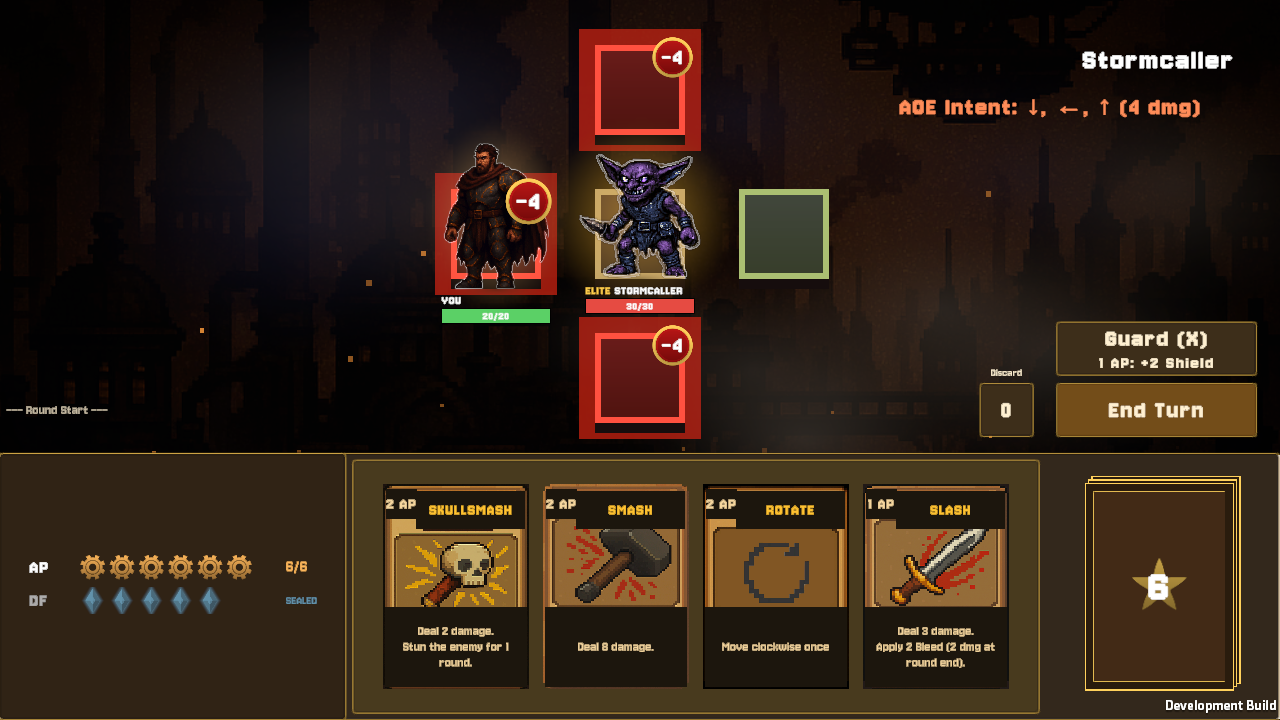 Stormcaller
AOE Intent: ↓, ←, ↑ (4 dmg)
-4
-4
-4
YOU
20/20
ELITE STORMCALLER
30/30
--- Round Start ---
Guard (X)
1 AP: +2 Shield
Discard
0
End Turn
AP
6/6
DF
SEALED
2 AP
SKULLSMASH
Deal 2 damage.
Stun the enemy for 1
round.
2 AP
SMASH
Deal 8 damage.
2 AP
ROTATE
Move clockwise once
1 AP
SLASH
Deal 3 damage.
Apply 2 Bleed (2 dmg at
round end).
6
Development Build